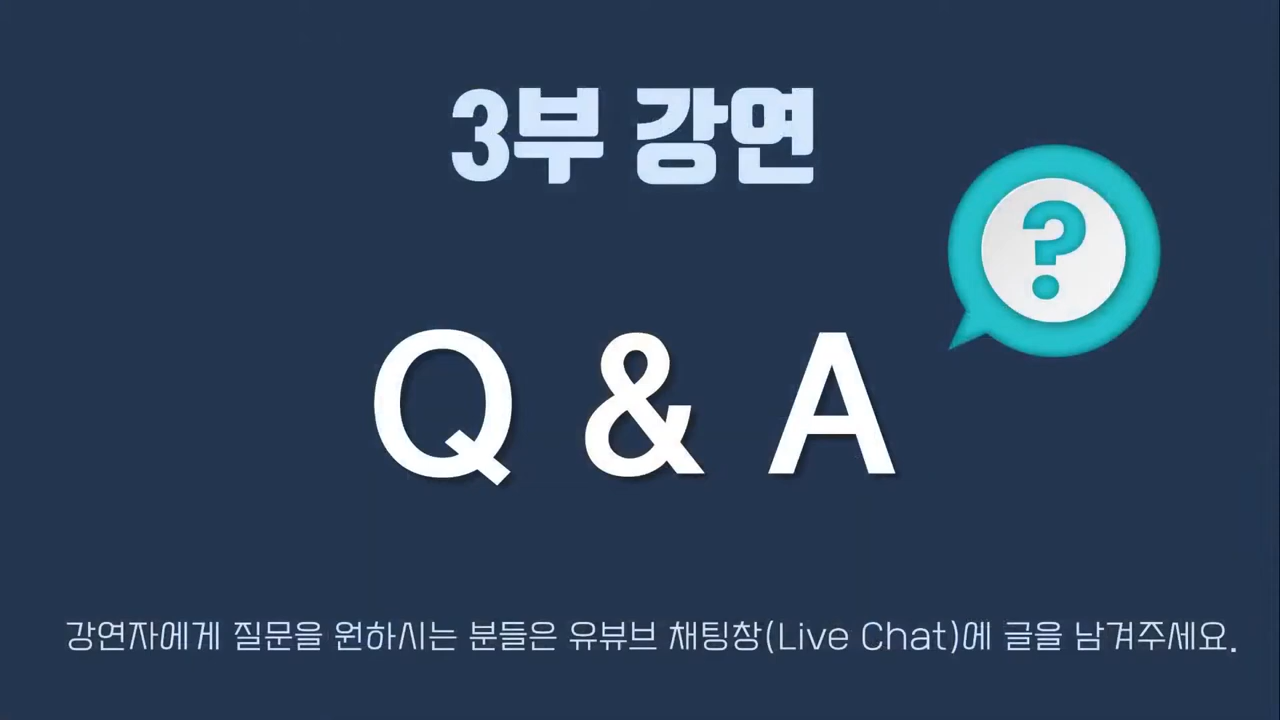 3부 강연
?
Q & A
강연자에게 질문을 원하시는 분들은 유뷰브 채팅창(Live Chat)에 글을 남겨주세요.